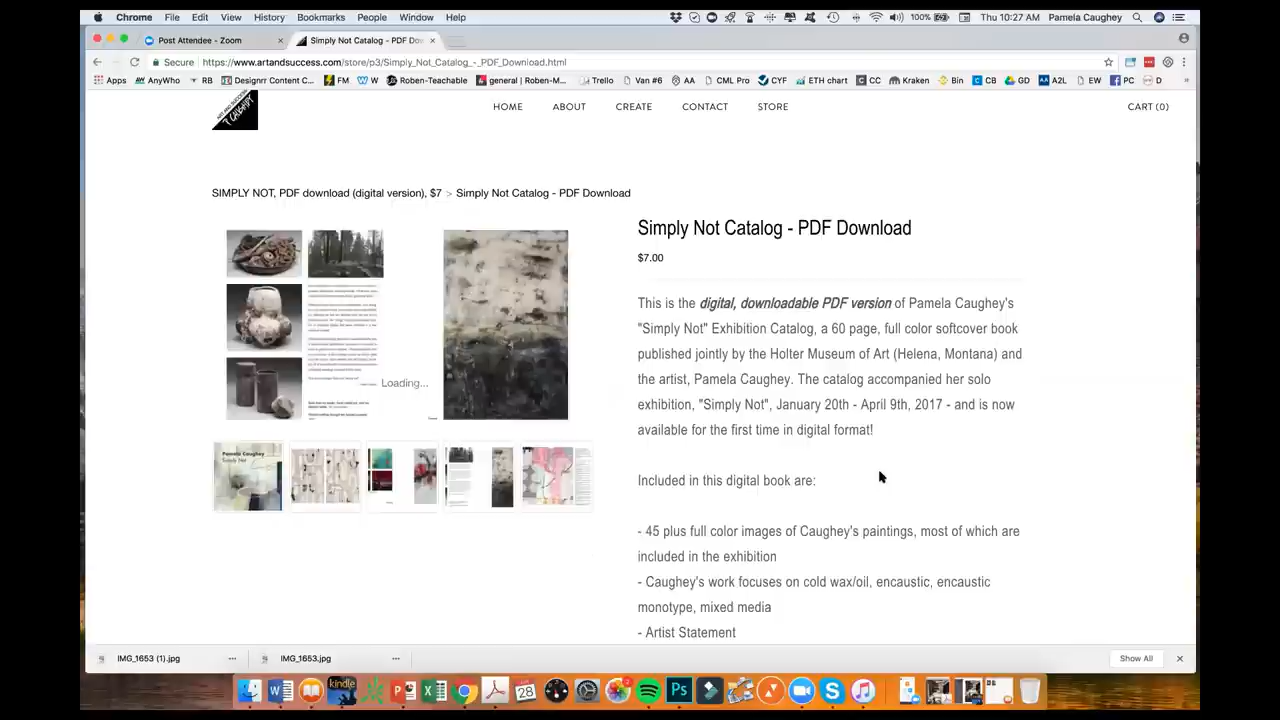 Chrome File Edit View History Bookmarks People Window Help 100% Thu 10:27 AM Pamela Caughey
Post Attendee - Zoom × Simply Not Catalog - PDF Dow ×
Secure https://www.artandsuccess.com/store/p3/Simply_Not_Catalog_-_PDF_Download.html
Apps AnyWho RB Designrr Content C... FM W Roben-Teachable general | Roben-M... Trello Van #6 AA CML Pro CYF ETH chart CC Kraken Bin CB GD A2L EW PC D
HOME ABOUT CREATE CONTACT STORE CART (0)
SIMPLY NOT, PDF download (digital version), $7 > Simply Not Catalog - PDF Download
Simply Not Catalog - PDF Download
$7.00
This is the digital, downloadable PDF version of Pamela Caughey's
"Simply Not" Exhibition Catalog, a 60 page, full color softcover book
published jointly by the Holter Museum of Art (Helena, Montana) and
the artist, Pamela Caughey. The catalog accompanied her solo
exhibition, "Simply Not", January 20th - April 9th, 2017 - and is now
available for the first time in digital format!
Loading...
Pamela Caughey
Simply Not
Included in this digital book are:
- 45 plus full color images of Caughey's paintings, most of which are
included in the exhibition
- Caughey's work focuses on cold wax/oil, encaustic, encaustic
monotype, mixed media
- Artist Statement
IMG_1653 (1).jpg ... IMG_1653.jpg ... Show All ×
kindle 28